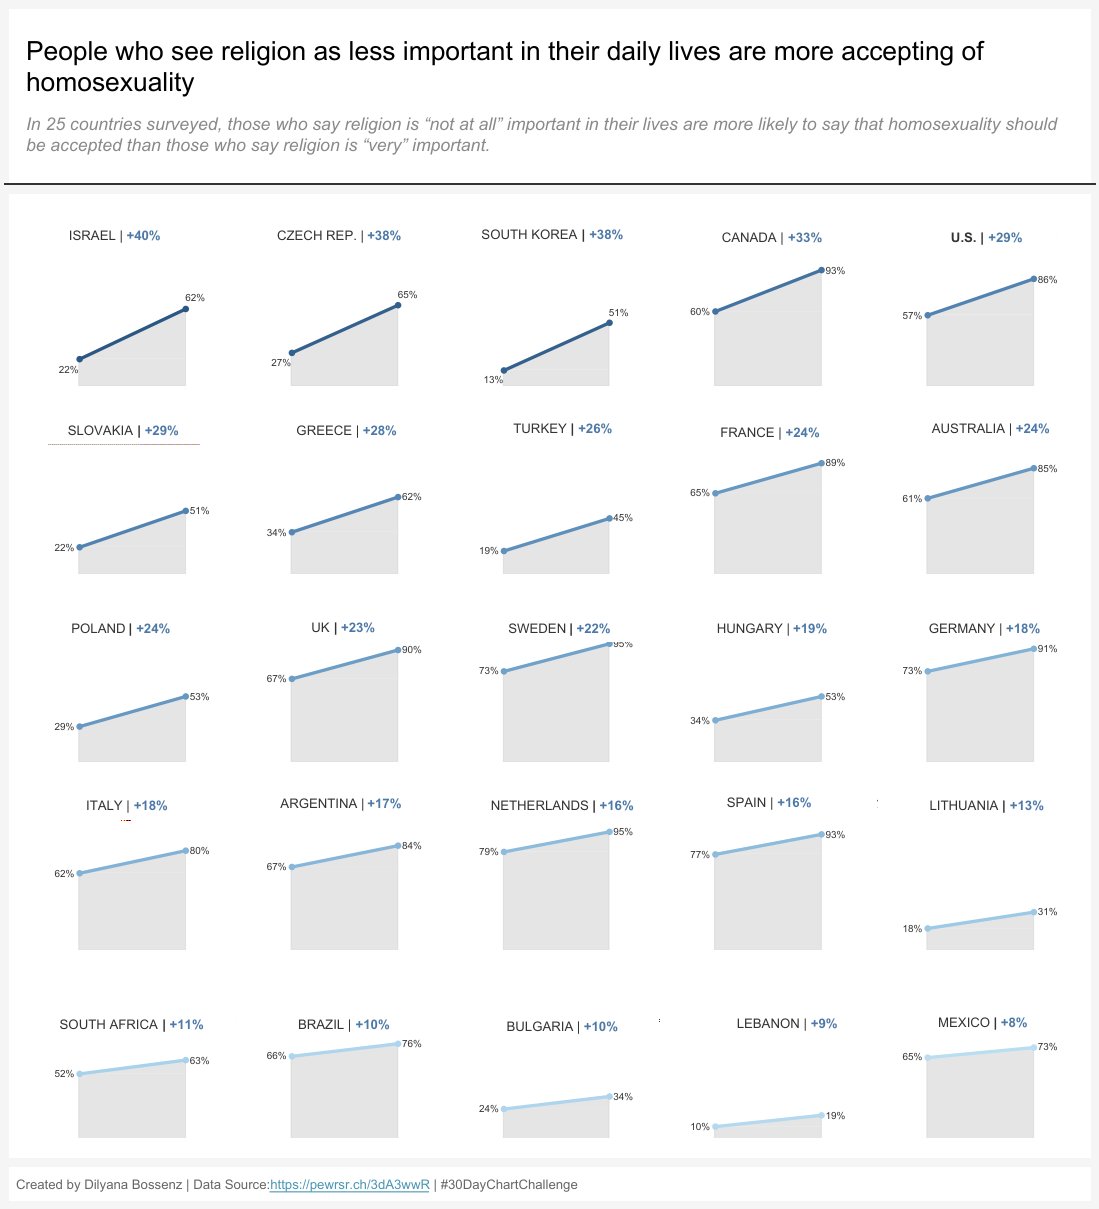 People who see religion as less important in their daily lives are more accepting of
homosexuality
In 25 countries surveyed, those who say religion is “not at all” important in their lives are more likely to say that homosexuality should
be accepted than those who say religion is “very” important.
ISRAEL | +40%
22%
62%
CZECH REP. | +38%
27%
65%
SOUTH KOREA | +38%
13%
51%
CANADA | +33%
60%
93%
U.S. | +29%
57%
86%
SLOVAKIA | +29%
22%
51%
GREECE | +28%
34%
62%
TURKEY | +26%
19%
45%
FRANCE | +24%
65%
89%
AUSTRALIA | +24%
61%
85%
POLAND | +24%
29%
53%
UK | +23%
67%
90%
SWEDEN | +22%
73%
95%
HUNGARY | +19%
34%
53%
GERMANY | +18%
73%
91%
ITALY | +18%
62%
80%
ARGENTINA | +17%
67%
84%
NETHERLANDS | +16%
79%
95%
SPAIN | +16%
77%
93%
LITHUANIA | +13%
18%
31%
SOUTH AFRICA | +11%
52%
63%
BRAZIL | +10%
66%
76%
BULGARIA | +10%
24%
34%
LEBANON | +9%
10%
19%
MEXICO | +8%
65%
73%
Created by Dilyana Bossenz | Data Source:https://pewrsr.ch/3dA3wwR | #30DayChartChallenge